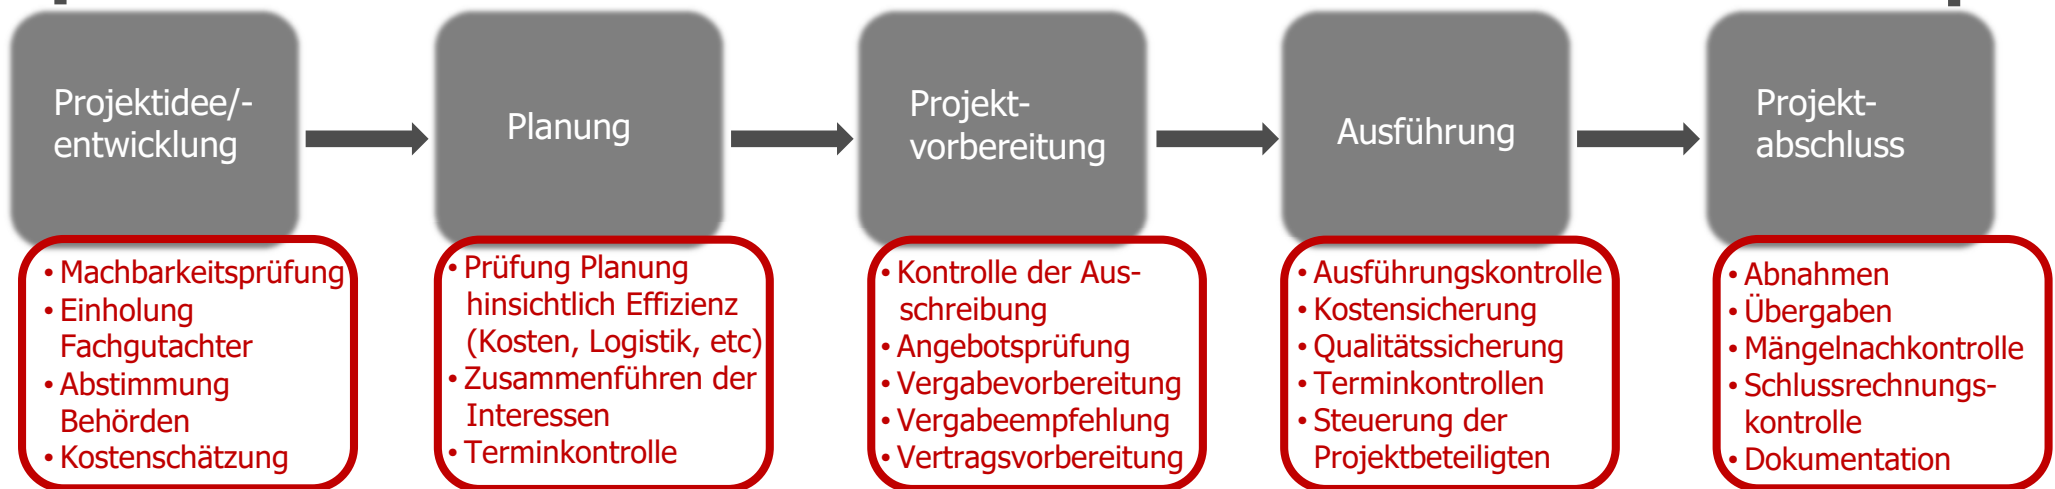 Projektidee/-
entwicklung
Planung
Projekt-
vorbereitung
Ausführung
Projekt-
abschluss
• Machbarkeitsprüfung
• Einholung
Fachgutachter
• Abstimmung
Behörden
• Kostenschätzung
• Prüfung Planung
hinsichtlich Effizienz
(Kosten, Logistik, etc)
• Zusammenführen der
Interessen
• Terminkontrolle
• Kontrolle der Aus-
schreibung
• Angebotsprüfung
• Vergabevorbereitung
• Vergabeempfehlung
• Vertragsvorbereitung
• Ausführungskontrolle
• Kostensicherung
• Qualitätssicherung
• Terminkontrollen
• Steuerung der
Projektbeteiligten
• Abnahmen
• Übergaben
• Mängelnachkontrolle
• Schlussrechnungs-
kontrolle
• Dokumentation